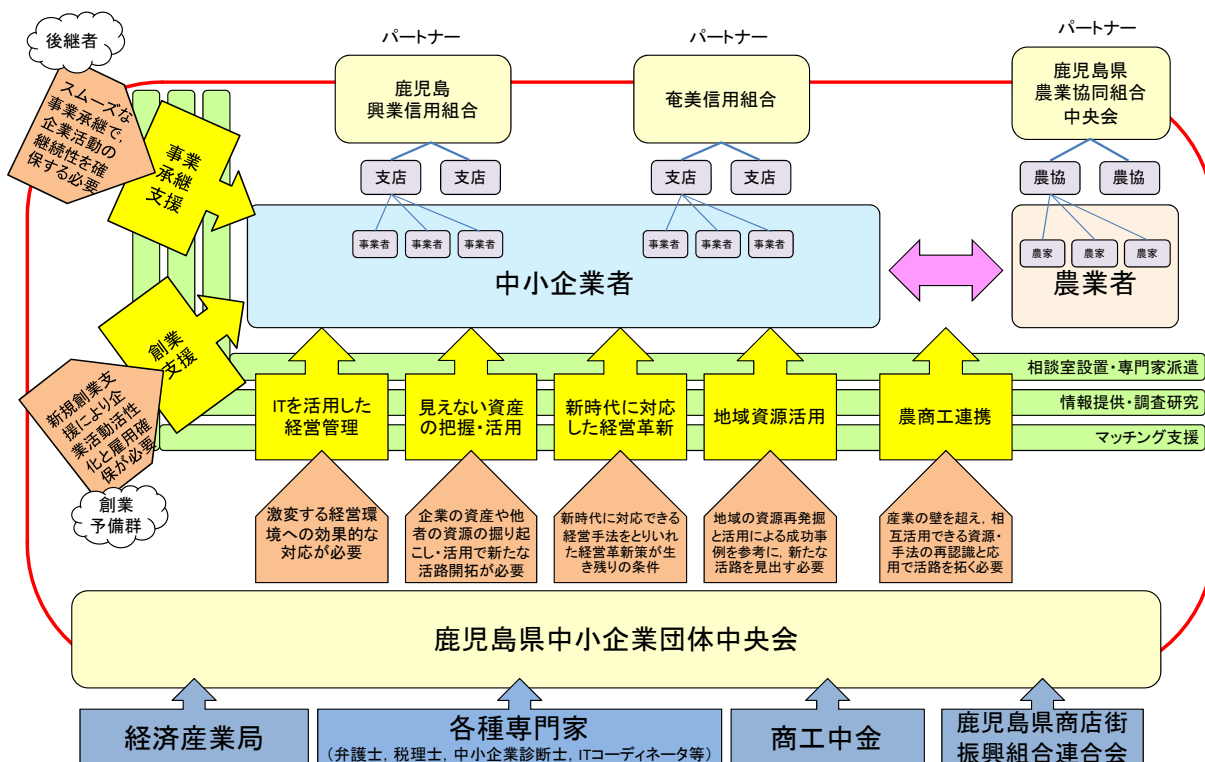 後継者
パートナー
パートナー
パートナー
鹿児島
興業信用組合
奄美信用組合
鹿児島県
農業協同組合
中央会
スムーズな
事業承継で,
企業活動の
継続性を確
保する必要
事業
承継
支援
支店
支店
支店
支店
農協
農協
事業者
事業者
事業者
事業者
事業者
事業者
農家
農家
農家
中小企業者
農業者
創業
支援
相談室設置・専門家派遣
情報提供・調査研究
マッチング支援
新規創業支
援により企
業活動活性
化と雇用確
保が必要
創業
予備群
ITを活用した
経営管理
見えない資産
の把握・活用
新時代に対応
した経営革新
地域資源活用
農商工連携
激変する経営環
境への効果的な
対応が必要
企業の資産や他
者の資源の掘り起
こし・活用で新たな
活路開拓が必要
新時代に対応できる
経営手法をとりいれ
れた経営革新策が生
き残りの条件
地域の資源再発掘
と活用による成功事
例を参考に,新たな
活路を見出す必要
産業の壁を超え,相
互活用できる資源・
手法の再認識と応
用で活路を拓く必要
鹿児島県中小企業団体中央会
経済産業局
各種専門家
(弁護士,税理士,中小企業診断士,ITコーディネータ等)
商工中金
鹿児島県商店街
振興組合連合会